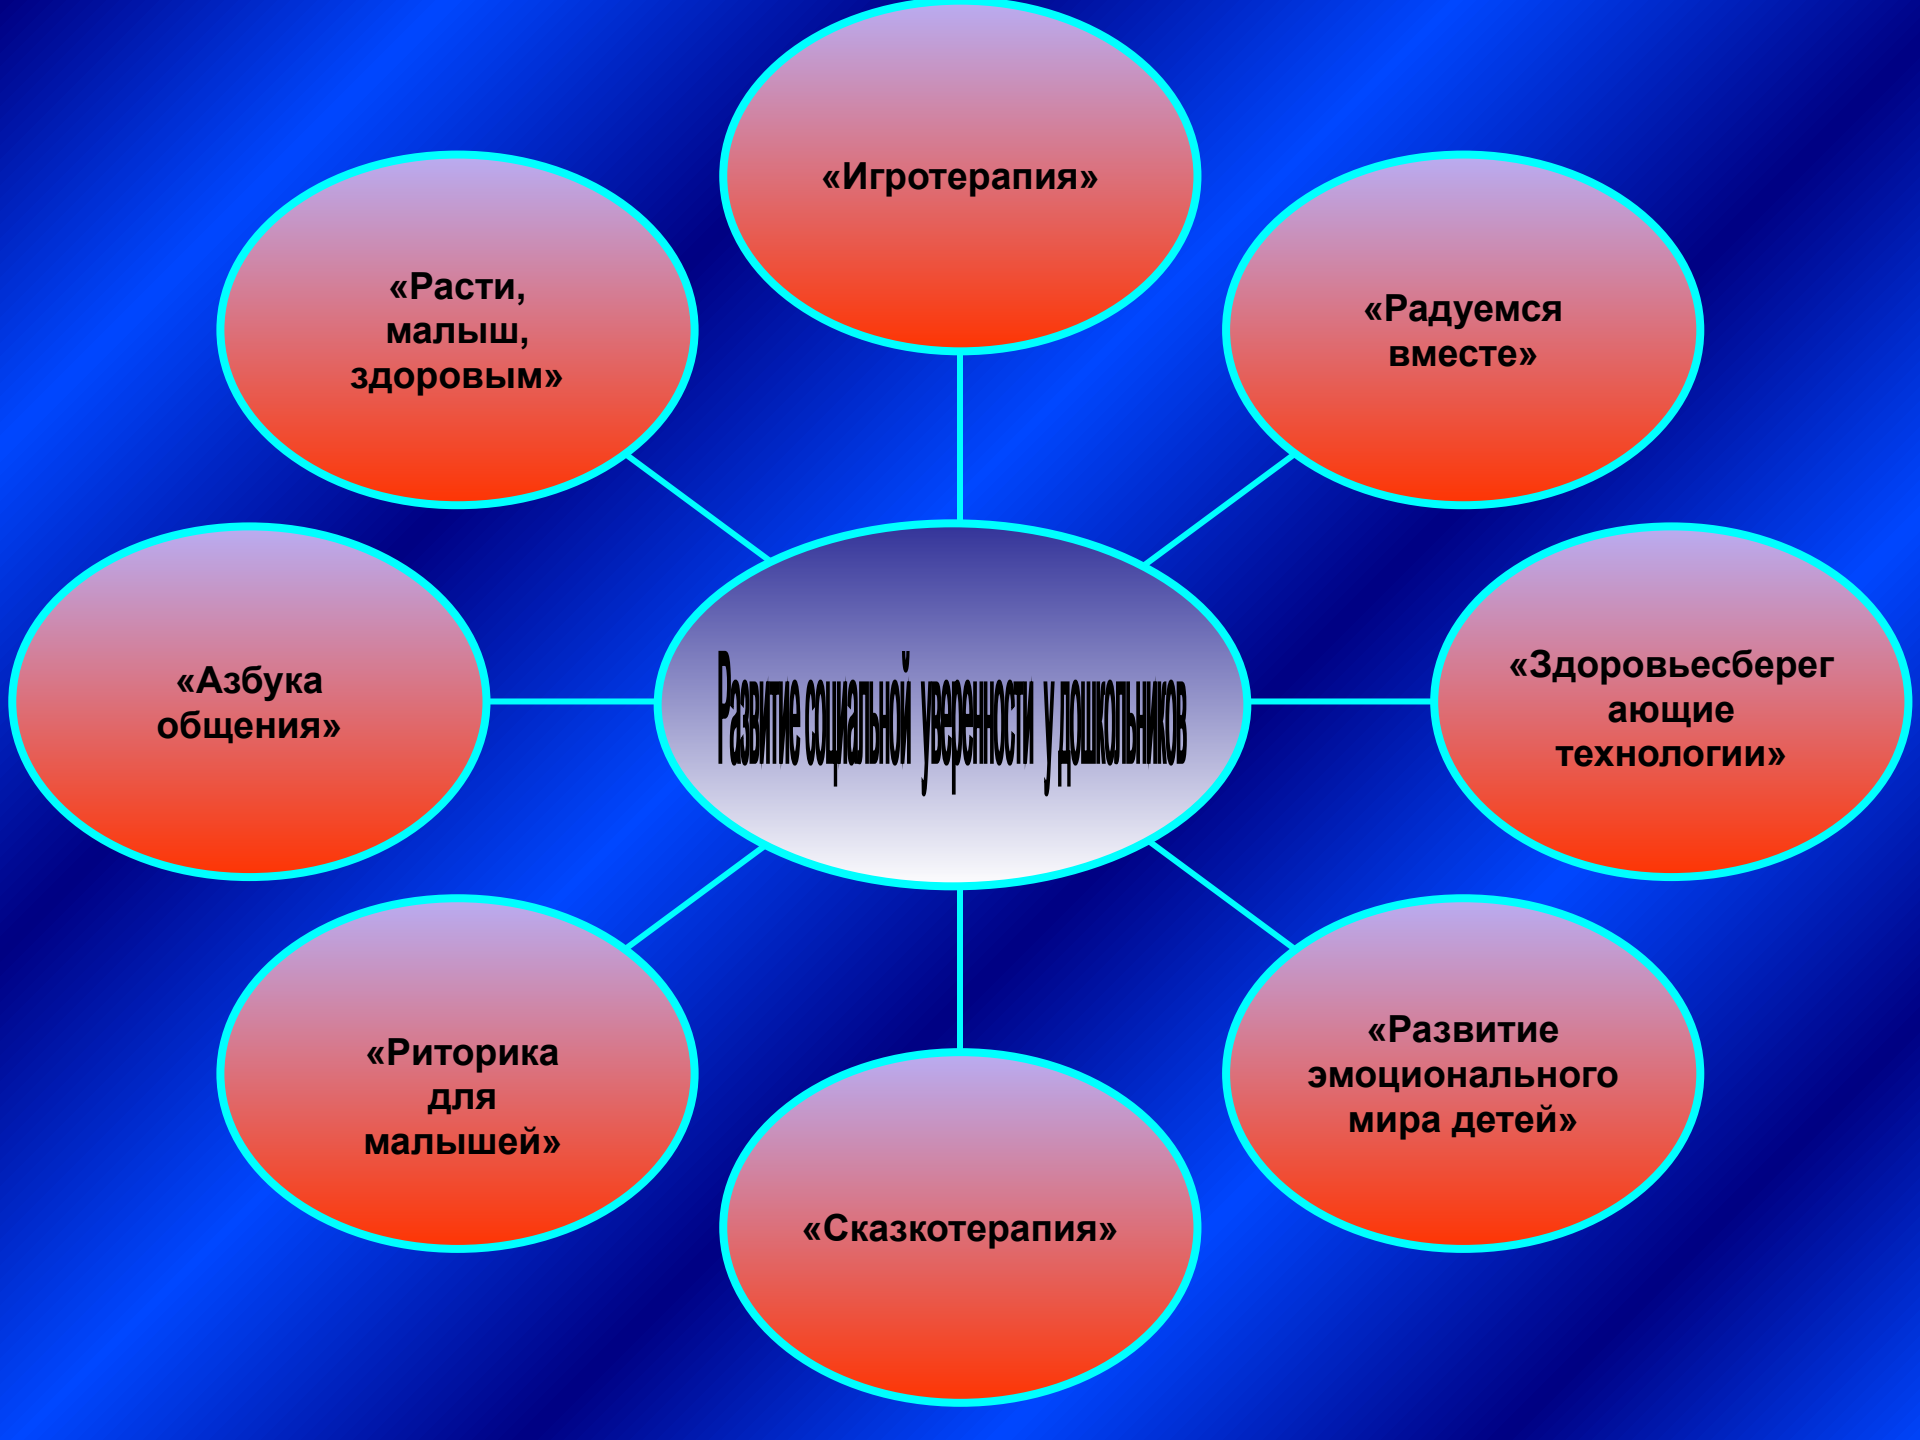 «Игротерапия»
«Расти,
малыш,
здоровым»
«Радуемся
вместе»
«Азбука
общения»
Развитие социальной уверенности у дошкольников
«Здоровьесберег
ающие
технологии»
«Риторика
для
малышей»
«Развитие
эмоционального
мира детей»
«Сказкотерапия»